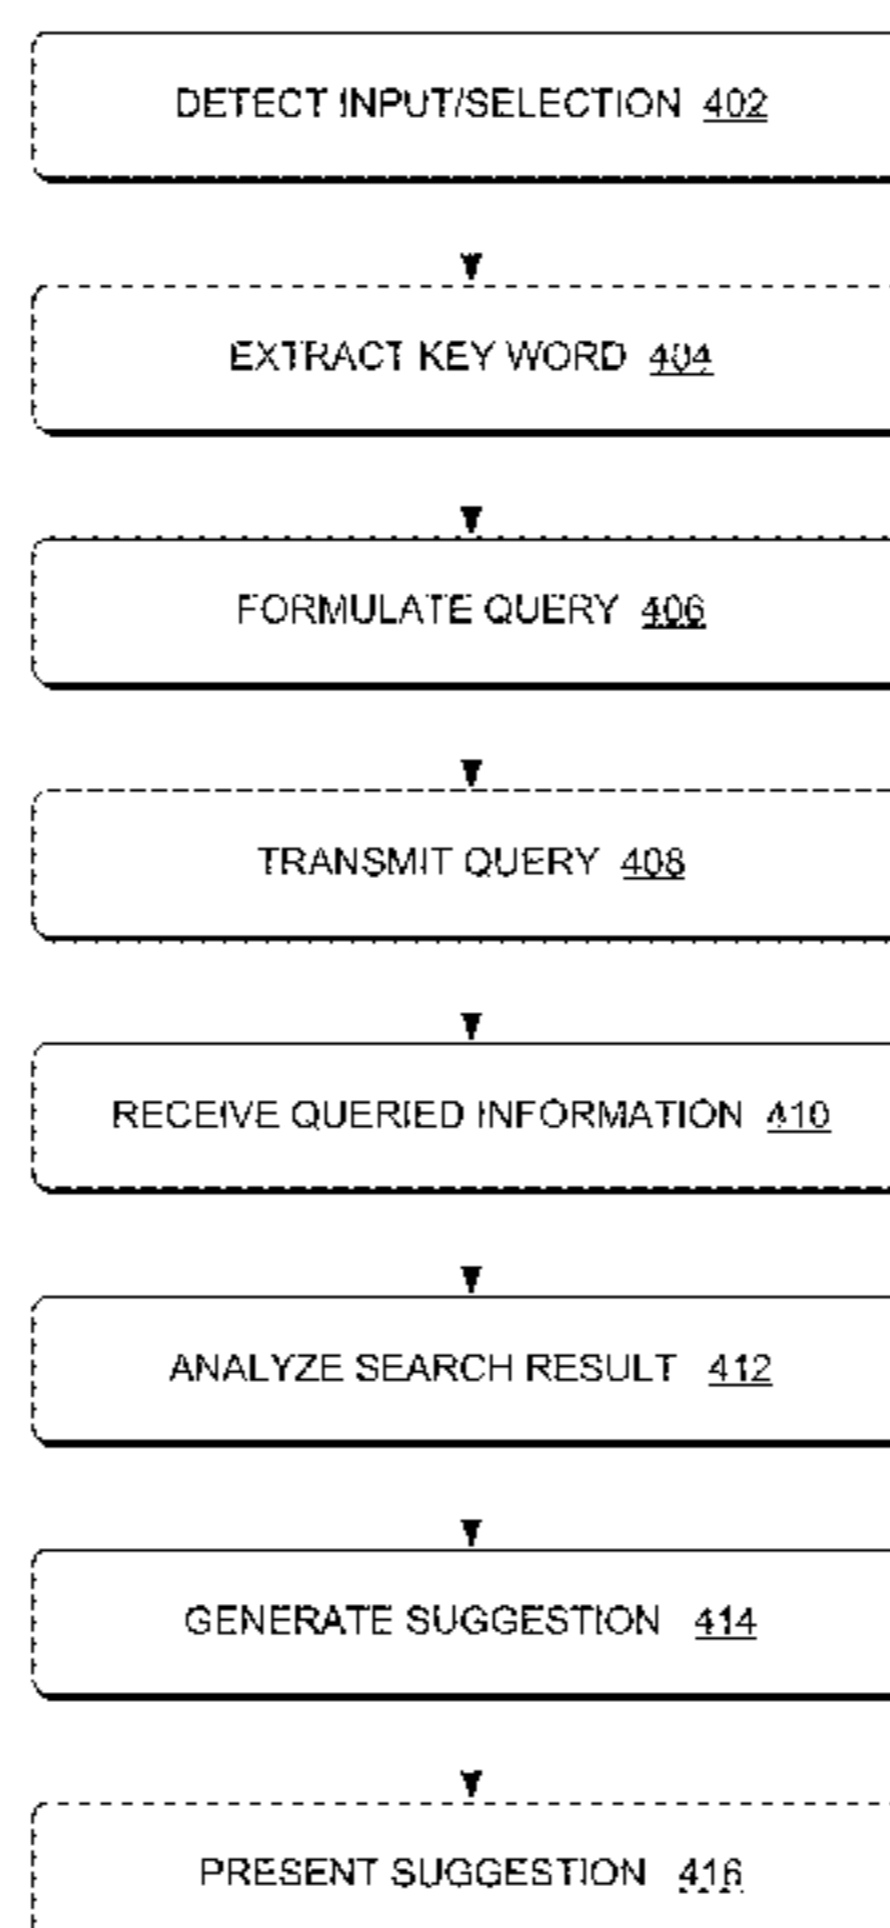 DETECT INPUT/SELECTION 402
EXTRACT KEY WORD 404
FORMULATE QUERY 406
TRANSMIT QUERY 408
RECEIVE QUERIED INFORMATION 410
ANALYZE SEARCH RESULT 412
GENERATE SUGGESTION 414
PRESENT SUGGESTION 416